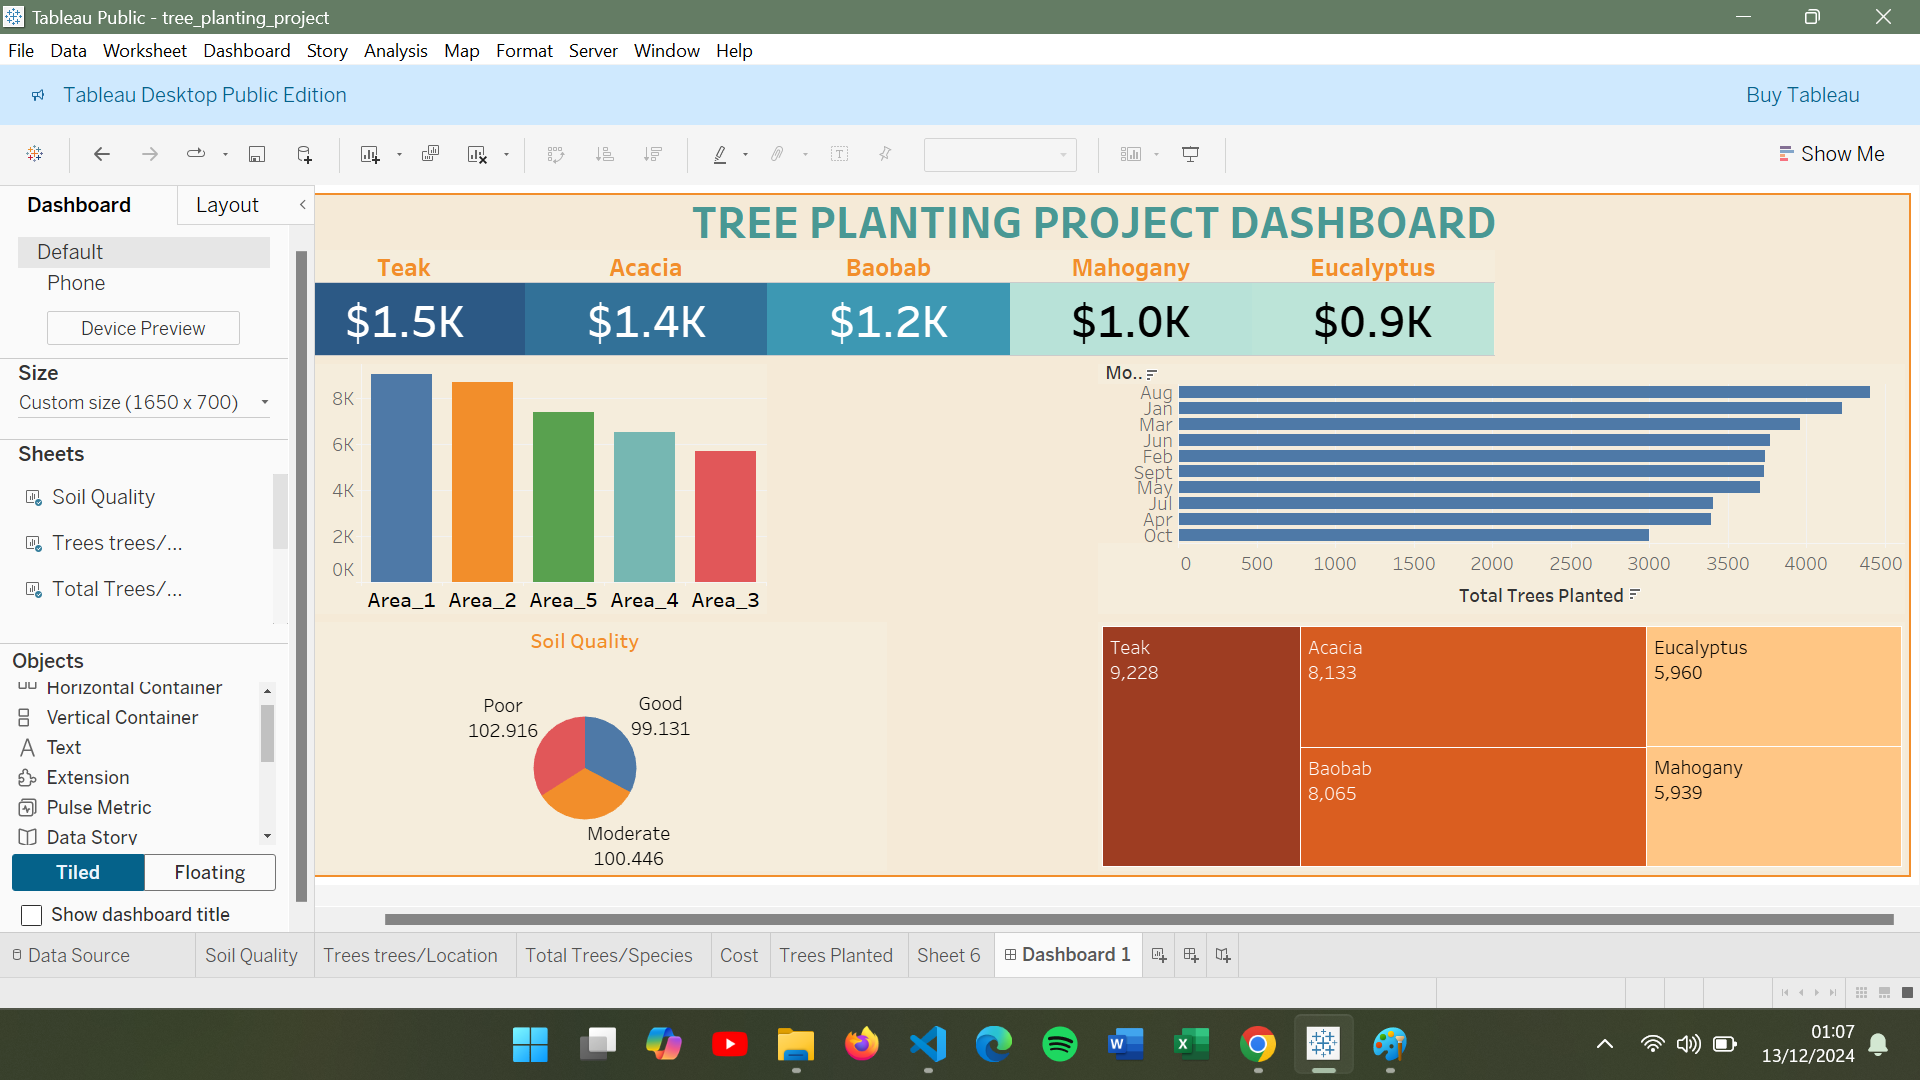 Tableau Public - tree_planting_project
File Data Worksheet Dashboard Story Analysis Map Format Server Window Help
Tableau Desktop Public Edition
Buy Tableau
Show Me
Dashboard
Layout
Default
Phone
Device Preview
Size
Custom size (1650 x 700)
Sheets
Soil Quality
Trees trees/...
Total Trees/...
Objects
Horizontal Container
Vertical Container
Text
Extension
Pulse Metric
Data Story
Tiled
Floating
Show dashboard title
TREE PLANTING PROJECT DASHBOARD
Teak Acacia Baobab Mahogany Eucalyptus
$1.5K $1.4K $1.2K $1.0K $0.9K
8K
6K
4K
2K
0K
Area_1 Area_2 Area_5 Area_4 Area_3
Mo..
Aug
Jan
Mar
Jun
Feb
Sept
May
Jul
Apr
Oct
0 500 1000 1500 2000 2500 3000 3500 4000 4500
Total Trees Planted
Soil Quality
Poor
102.916
Good
99.131
Moderate
100.446
Teak
9,228
Acacia
8,133
Baobab
8,065
Eucalyptus
5,960
Mahogany
5,939
Data Source
Soil Quality
Trees trees/Location
Total Trees/Species
Cost
Trees Planted
Sheet 6
Dashboard 1
01:07
13/12/2024